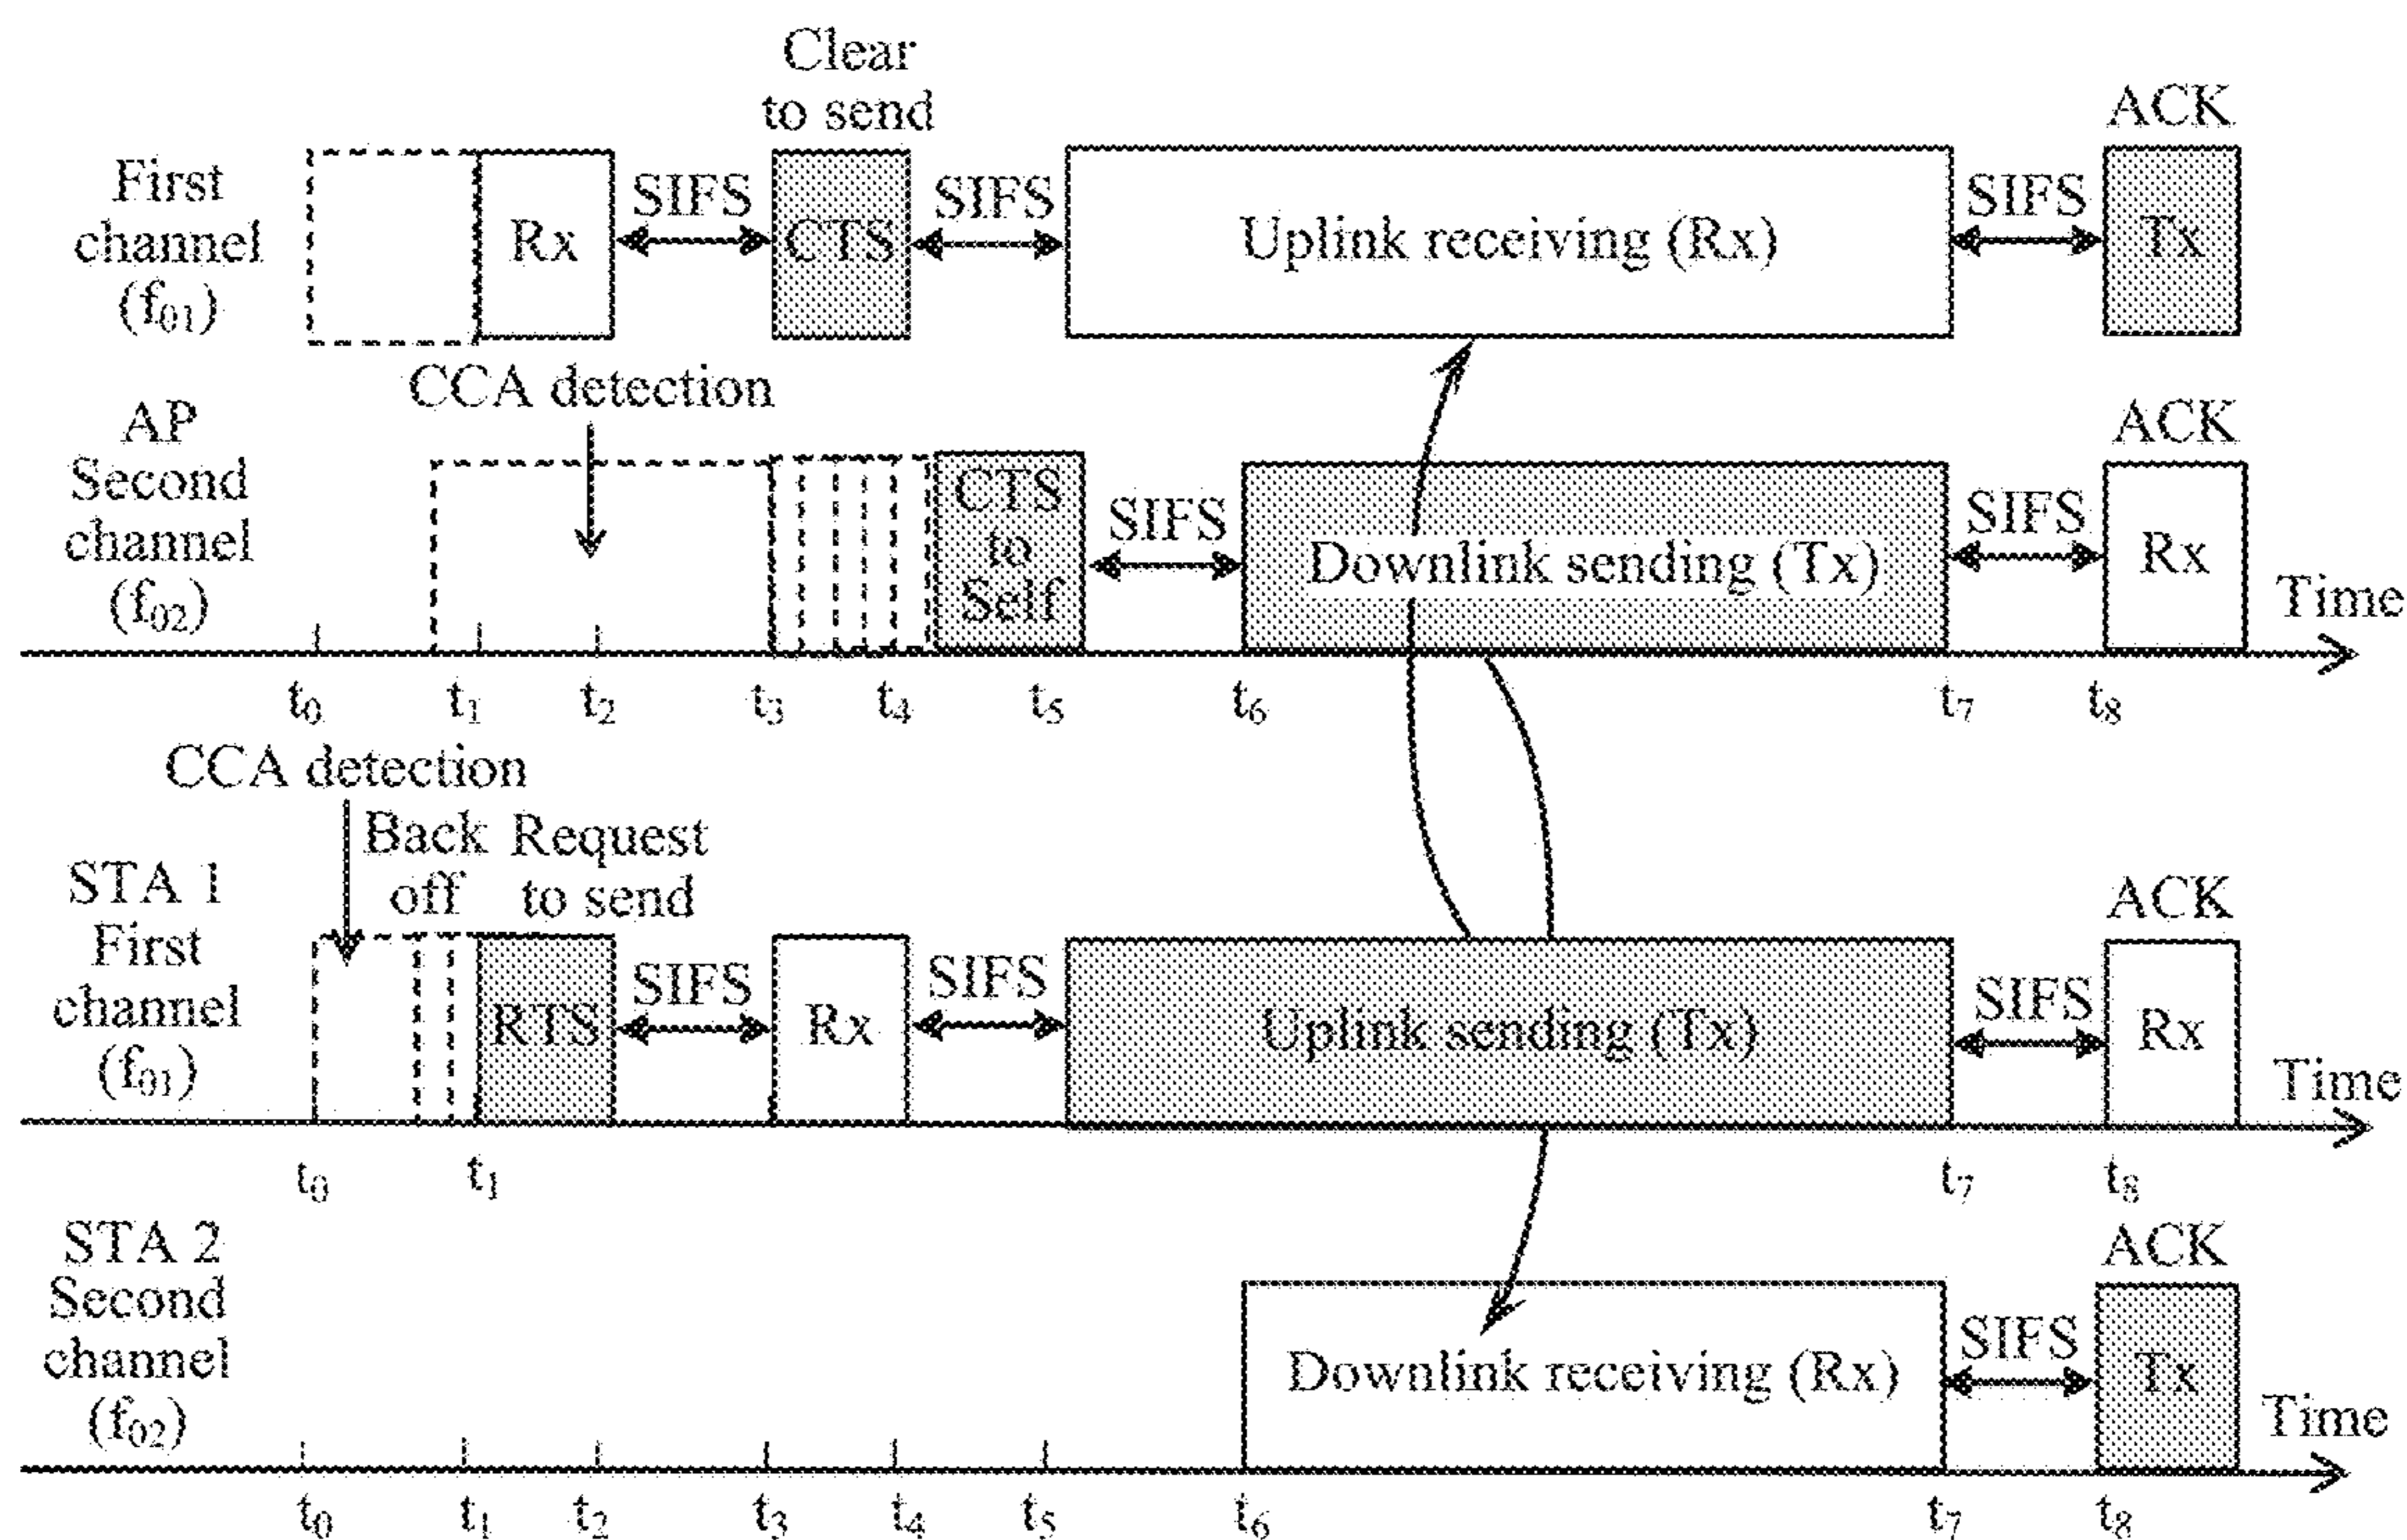 Clear
to send
ACK
First
channel
(f₀₁)
Rx
SIFS
CTS
SIFS
Uplink receiving (Rx)
SIFS
Tx
CCA detection
AP
Second
channel
(f₀₂)
CTS
to
Self
SIFS
Downlink sending (Tx)
SIFS
ACK
Rx
Time
t₀ t₁ t₂ t₃ t₄ t₅ t₆ t₇ t₈
CCA detection
Back
off
Request
to send
STA 1
First
channel
(f₀₁)
RTS
SIFS
Rx
SIFS
Uplink sending (Tx)
SIFS
ACK
Rx
Time
t₀ t₁ t₇ t₈
STA 2
Second
channel
(f₀₂)
Downlink receiving (Rx)
SIFS
ACK
Tx
Time
t₀ t₁ t₂ t₃ t₄ t₅ t₆ t₇ t₈